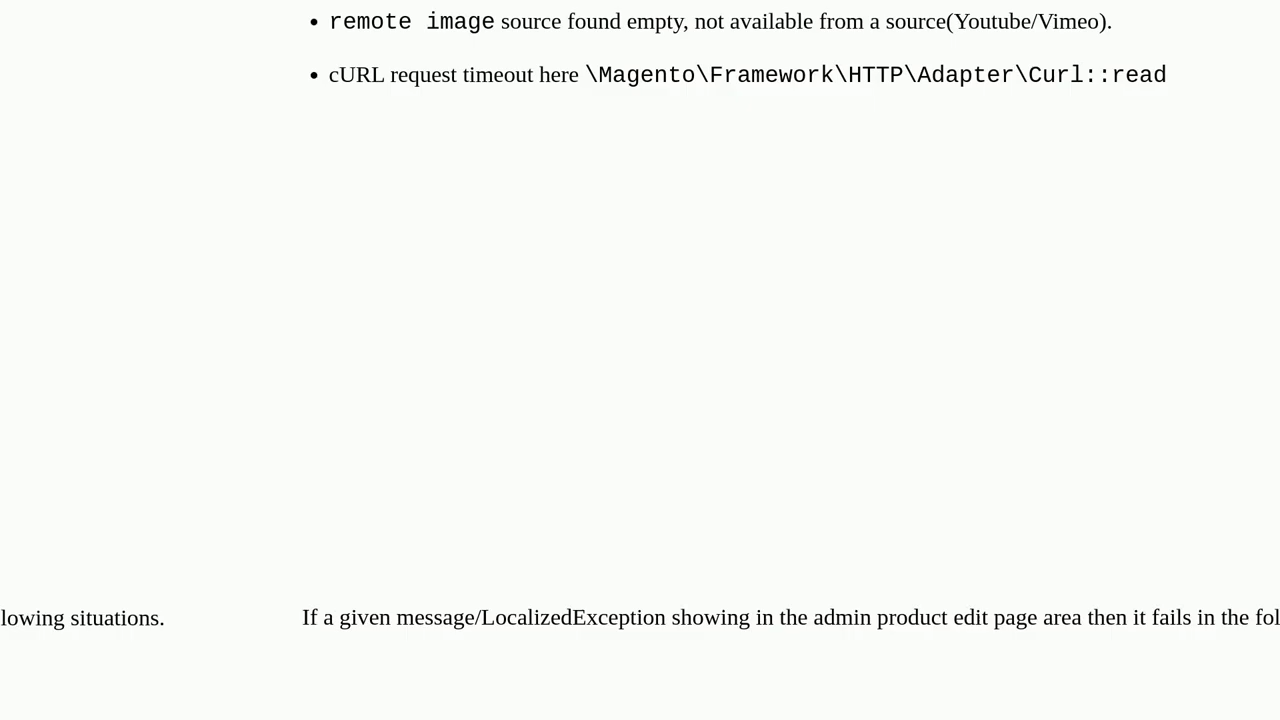 remote image source found empty, not available from a source(Youtube/Vimeo).
cURL request timeout here \Magento\Framework\HTTP\Adapter\Curl::read
lowing situations.
If a given message/LocalizedException showing in the admin product edit page area then it fails in the fol